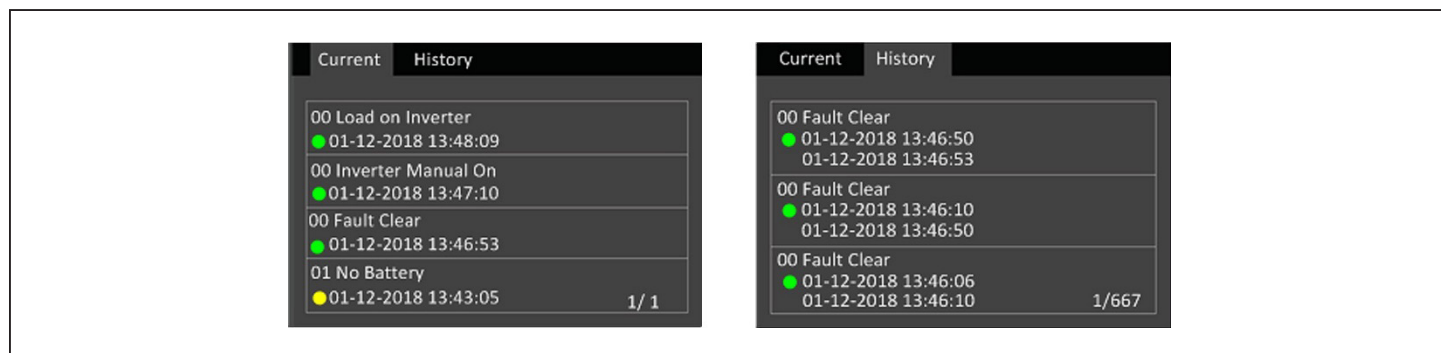 Current History
00 Load on Inverter
01-12-2018 13:48:09
00 Inverter Manual On
01-12-2018 13:47:10
00 Fault Clear
01-12-2018 13:46:53
01 No Battery
01-12-2018 13:43:05
1/ 1
Current History
00 Fault Clear
01-12-2018 13:46:50
01-12-2018 13:46:53
00 Fault Clear
01-12-2018 13:46:10
01-12-2018 13:46:50
00 Fault Clear
01-12-2018 13:46:06
01-12-2018 13:46:10
1/667